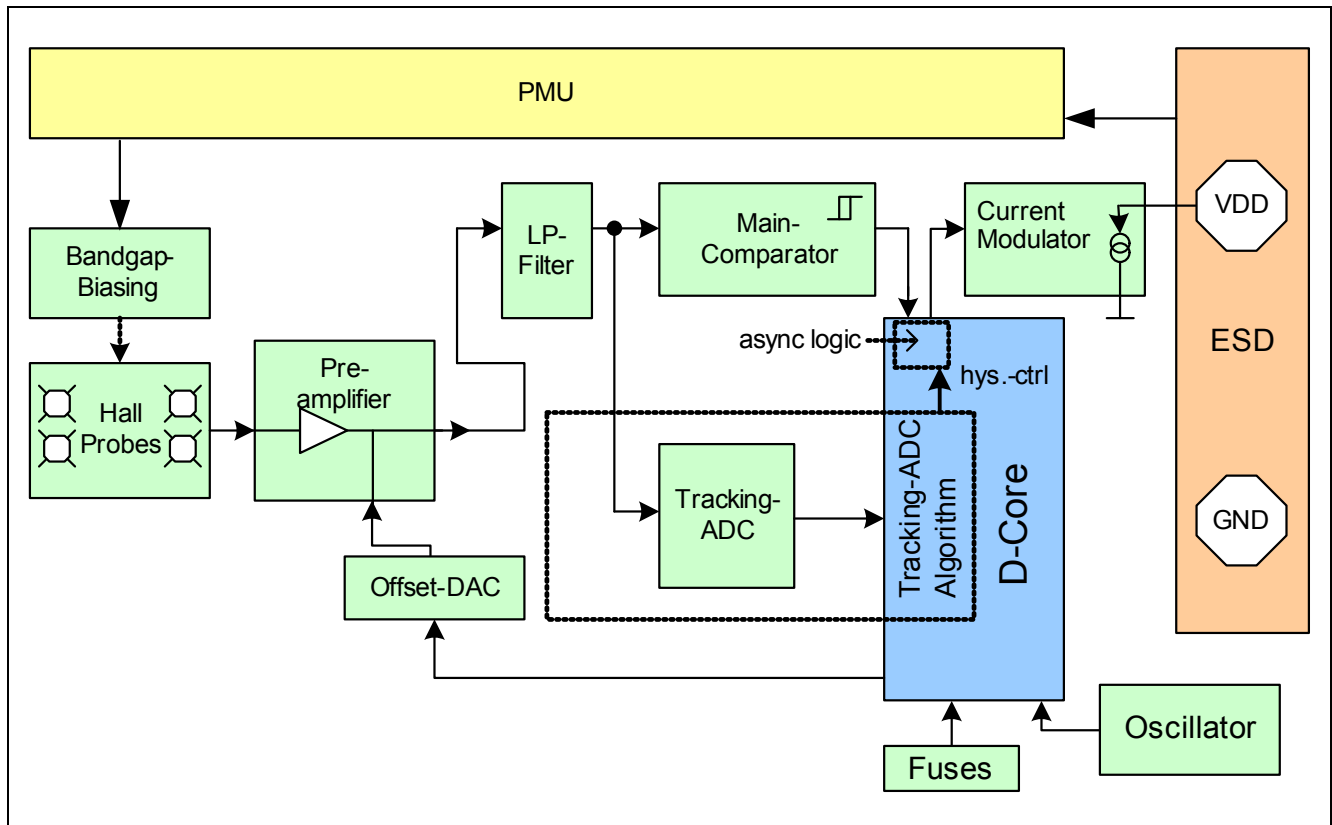 PMU
Bandgap-
Biasing
Hall
Probes
Pre-
amplifier
Offset-DAC
LP-
Filter
Main-
Comparator
Current
Modulator
async logic
hys.-ctrl
Tracking-
ADC
Tracking-ADC
Algorithm
D-Core
Fuses
Oscillator
VDD
ESD
GND